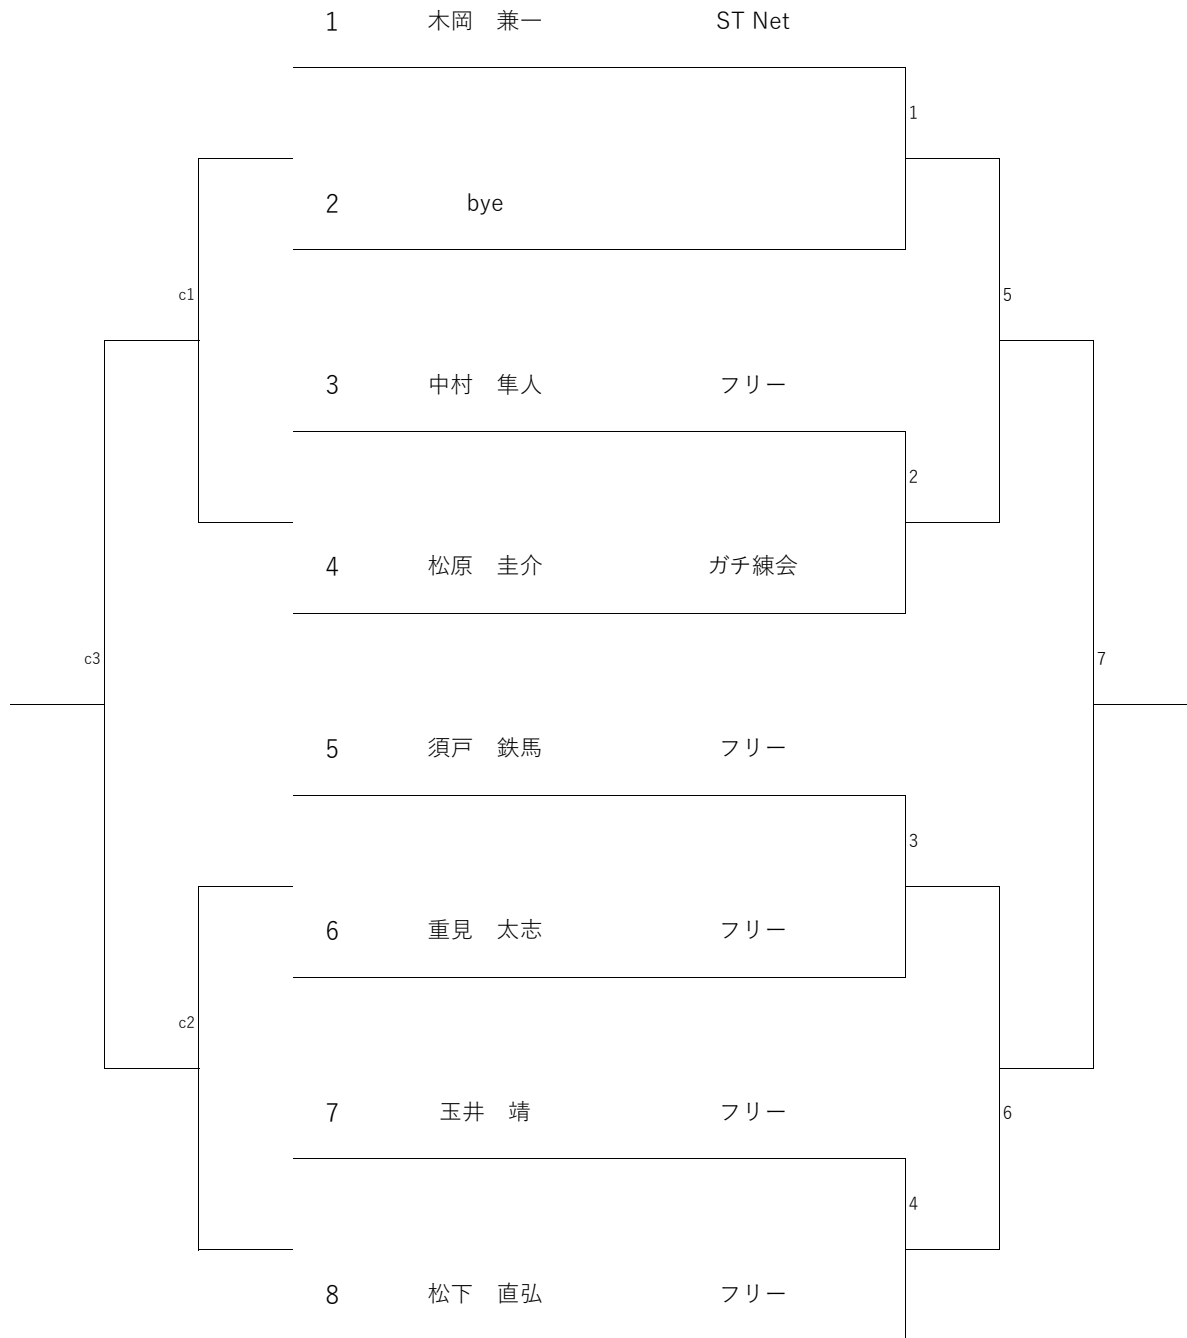 1 木岡　兼一 ST Net
1
2 bye
c1 5
3 中村　隼人 フリー
2
4 松原　圭介 ガチ練会
c3 7
5 須戸　鉄馬 フリー
3
6 重見　太志 フリー
c2
7 玉井　靖 フリー
6
4
8 松下　直弘 フリー